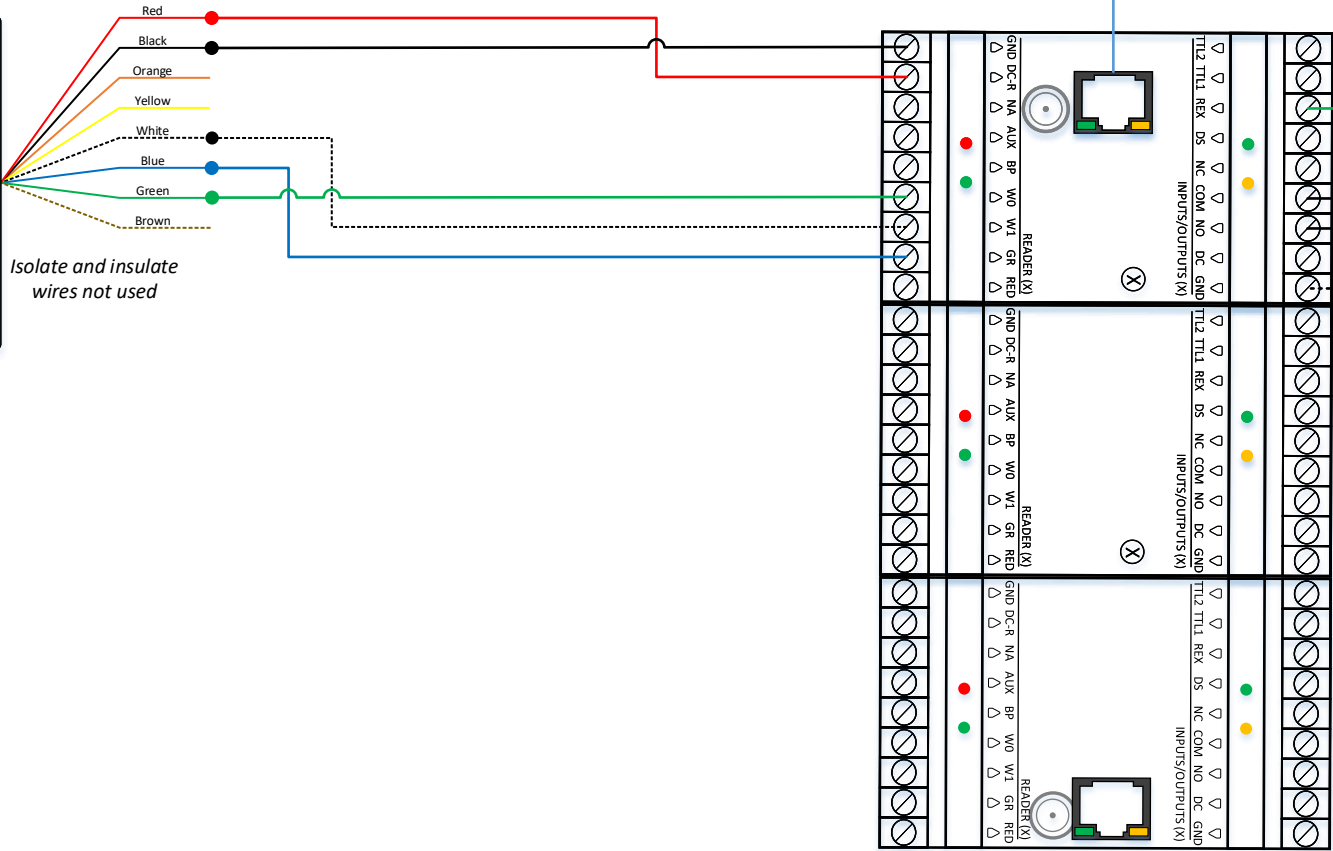 Red
Black
Orange
Yellow
White
Blue
Green
Brown
Isolate and insulate
wires not used
GND DC-R NA AUX BP W0 W1 GR RED
READER (X)
X
TTL2 TTL1 REX DS NC COM NO DC GND
INPUTS/OUTPUTS (X)
GND DC-R NA AUX BP W0 W1 GR RED
READER (X)
X
TTL2 TTL1 REX DS NC COM NO DC GND
INPUTS/OUTPUTS (X)
GND DC-R NA AUX BP W0 W1 GR RED
READER (X)
TTL2 TTL1 REX DS NC COM NO DC GND
INPUTS/OUTPUTS (X)